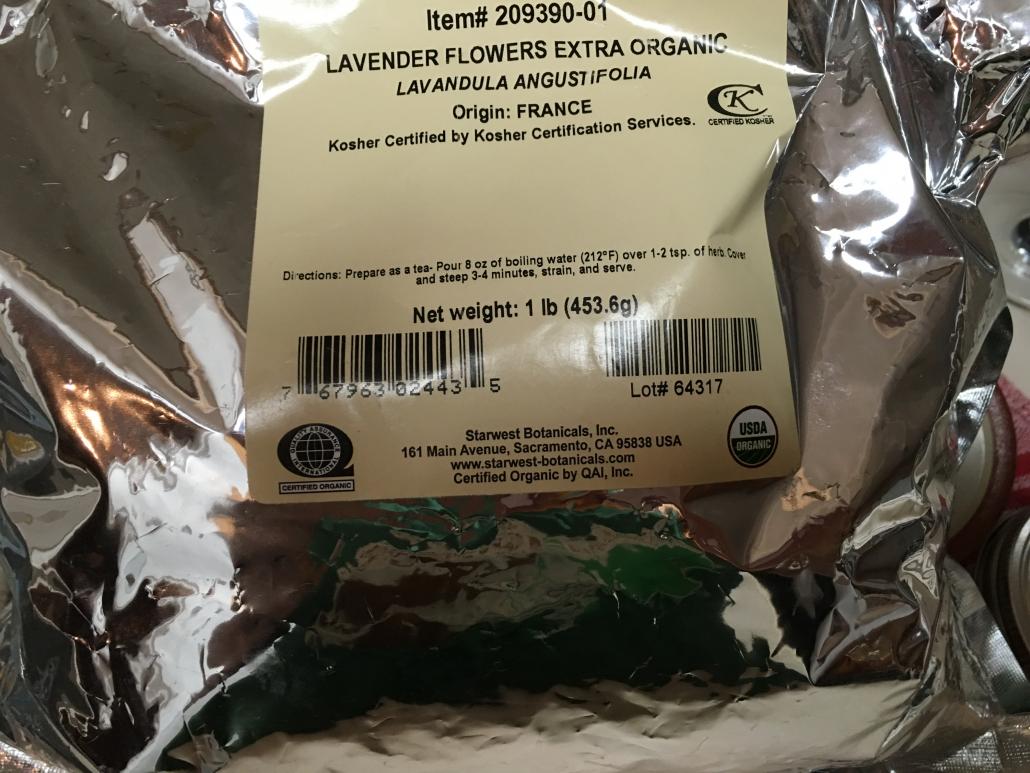 Item# 209390-01
LAVENDER FLOWERS EXTRA ORGANIC
LAVANDULA ANGUSTIFOLIA
Origin: FRANCE
Kosher Certified by Kosher Certification Services.
CK
CERTIFIED KOSHER
Directions: Prepare as a tea- Pour 8 oz of boiling water (212°F) over 1-2 tsp. of herb. Cover
and steep 3-4 minutes, strain, and serve.
Net weight: 1 lb (453.6g)
7 67963 02443 5
Lot# 64317
QUALITY ASSURANCE
INTERNATIONAL
CERTIFIED ORGANIC
Starwest Botanicals, Inc.
161 Main Avenue, Sacramento, CA 95838 USA
www.starwest-botanicals.com
Certified Organic by QAI, Inc.
USDA
ORGANIC